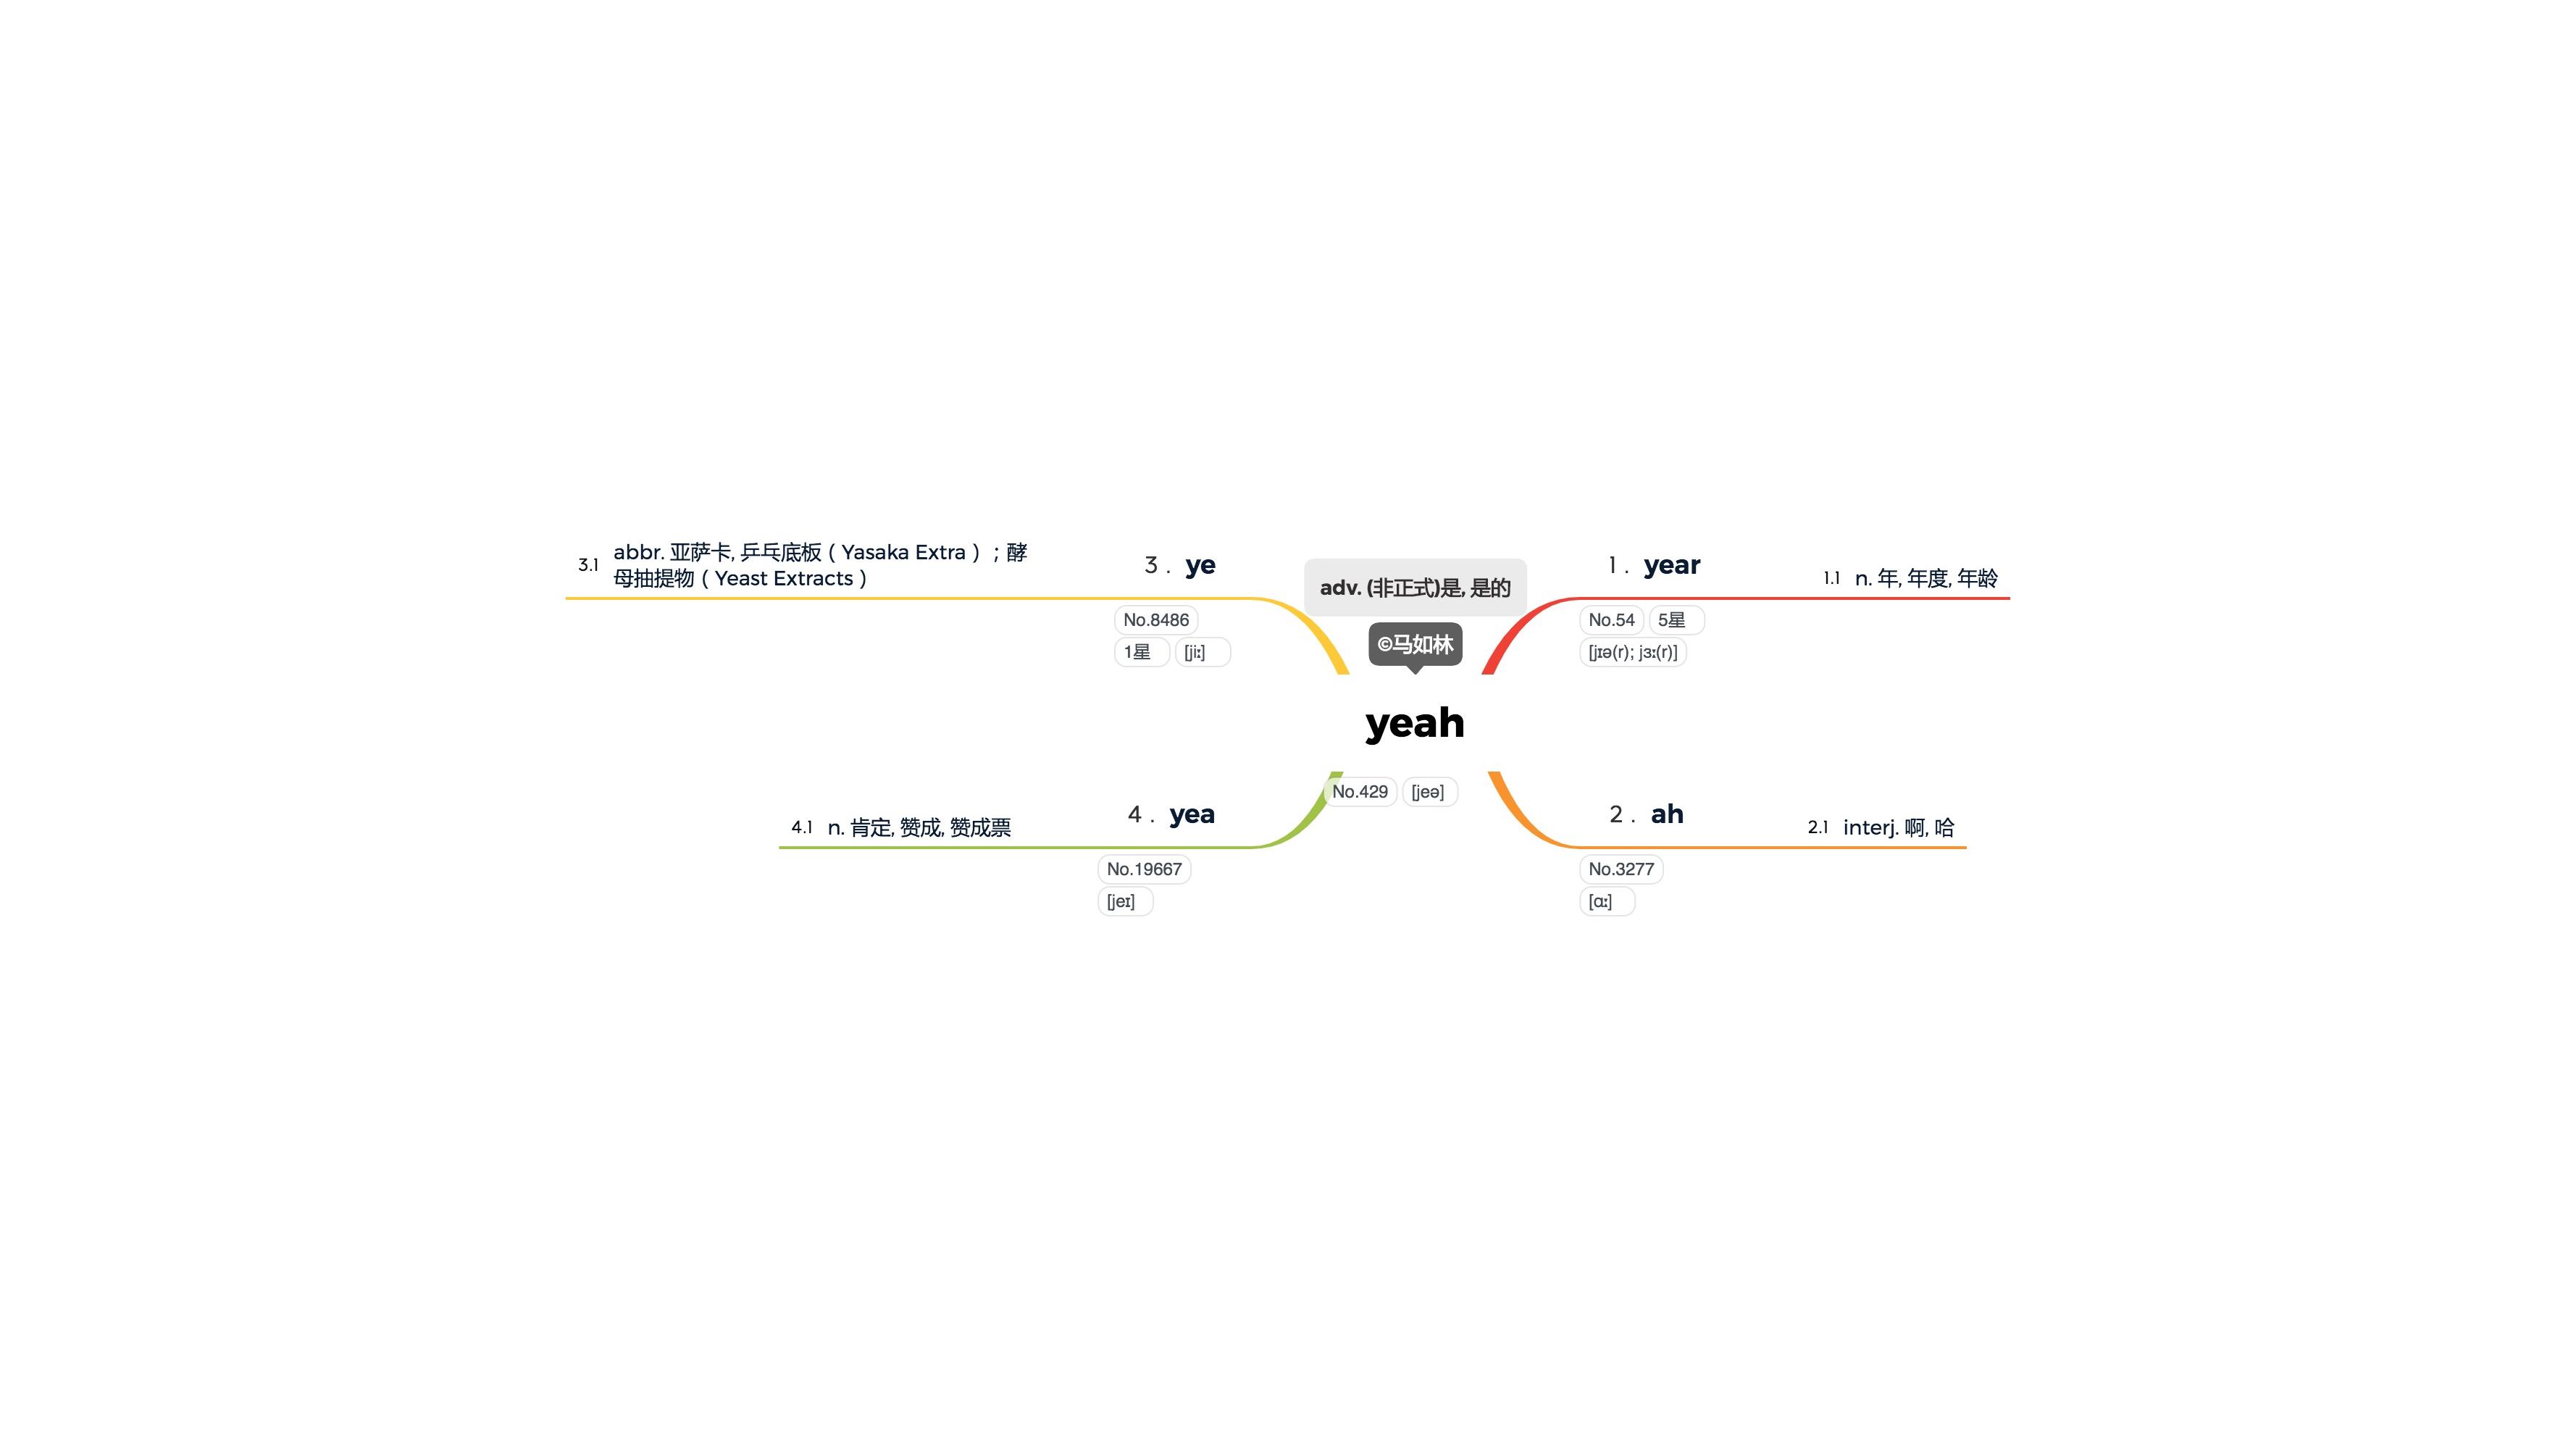 adv. (非正式)是, 是的
©马如林
yeah
No.429 [jeə]
1. year
No.54 5星
[jɪə(r); jɜː(r)]
1.1 n. 年, 年度, 年龄
2. ah
No.3277
[ɑː]
2.1 interj. 啊, 哈
3. ye
No.8486
1星 [jiː]
3.1 abbr. 亚萨卡, 乒乓底板（Yasaka Extra）；酵
母抽提物（Yeast Extracts）
4. yea
No.19667
[jeɪ]
4.1 n. 肯定, 赞成, 赞成票